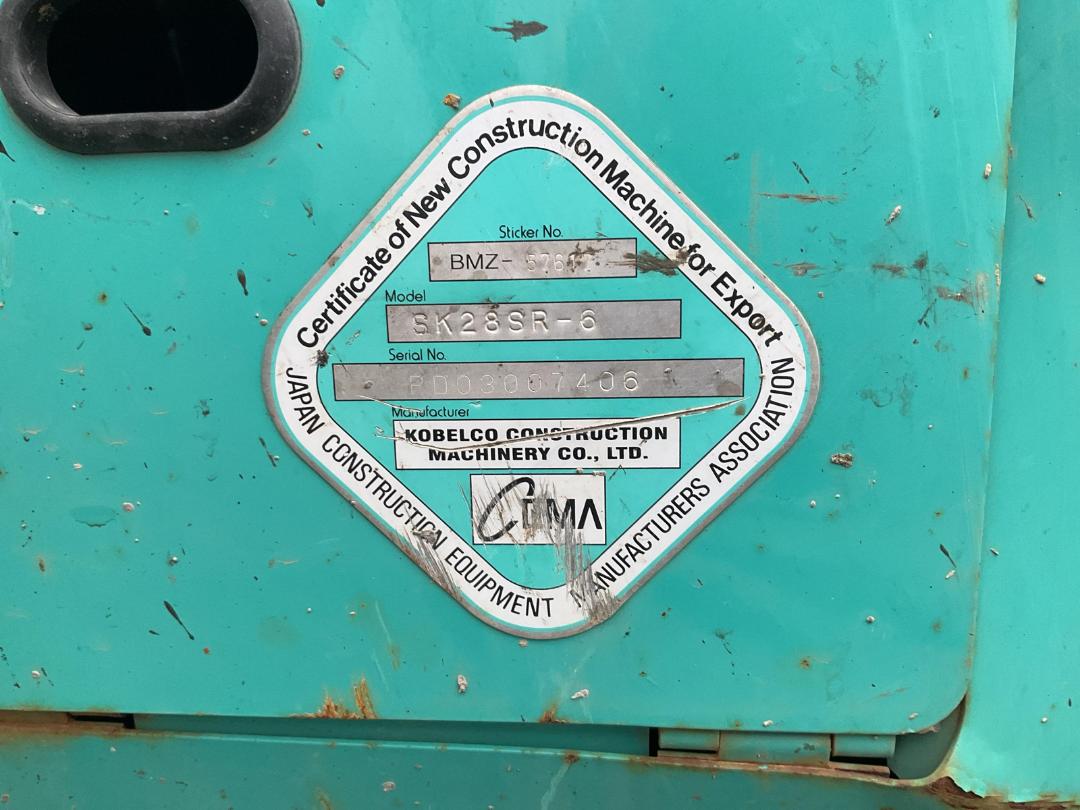 Certificate of New Construction Machine for Export
Sticker No.
BMZ-
Model
SK28SR-6
Serial No.
PD03007406
Manufacturer
KOBELCO CONSTRUCTION
MACHINERY CO., LTD.
CEMA
JAPAN CONSTRUCTION EQUIPMENT MANUFACTURERS ASSOCIATION